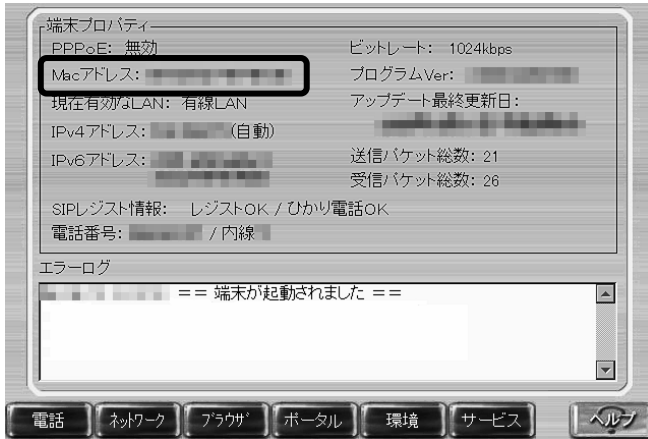 端末プロパティ
PPPoE: 無効
Macアドレス:
現在有効なLAN: 有線LAN
IPv4アドレス: (自動)
IPv6アドレス:
ビットレート: 1024kbps
プログラムVer:
アップデート最終更新日:
送信パケット総数: 21
受信パケット総数: 26
SIPレジスト情報: レジストOK / ひかり電話OK
電話番号: / 内線
エラーログ
== 端末が起動されました ==
電話 ネットワーク ブラウザ ポータル 環境 サービス ヘルプ